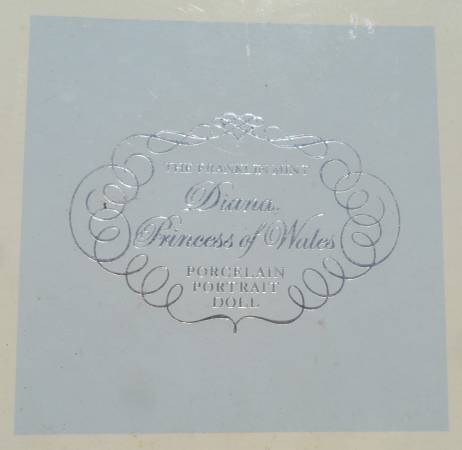 THE FRANKLIN MINT
Diana,
Princess of Wales
PORCELAIN
PORTRAIT
DOLL